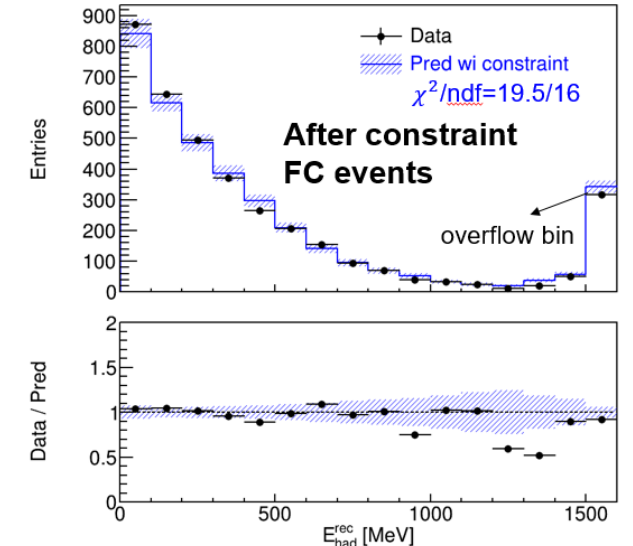 900
800
700
600
500
400
300
200
100
0
Entries
Data
Pred wi constraint
χ²/ndf=19.5/16
After constraint
FC events
overflow bin
2
1.5
1
0.5
0
Data / Pred
0 500 1000 1500
E^rec_had [MeV]